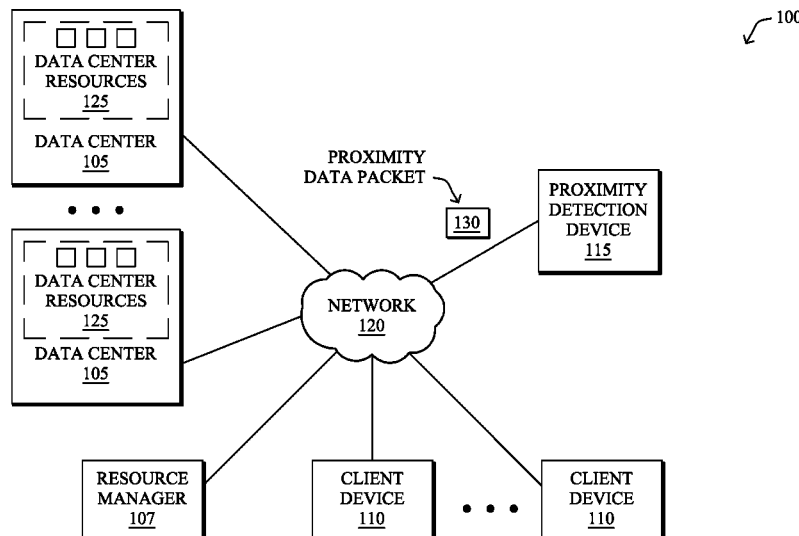 100
DATA CENTER
RESOURCES
125
DATA CENTER
105
PROXIMITY
DATA PACKET
130
PROXIMITY
DETECTION
DEVICE
115
DATA CENTER
RESOURCES
125
DATA CENTER
105
NETWORK
120
RESOURCE
MANAGER
107
CLIENT
DEVICE
110
CLIENT
DEVICE
110